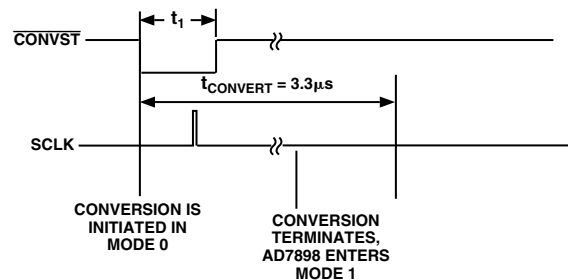 t1
CONVST
tCONVERT = 3.3µs
SCLK
CONVERSION IS
INITIATED IN
MODE 0
CONVERSION
TERMINATES,
AD7898 ENTERS
MODE 1